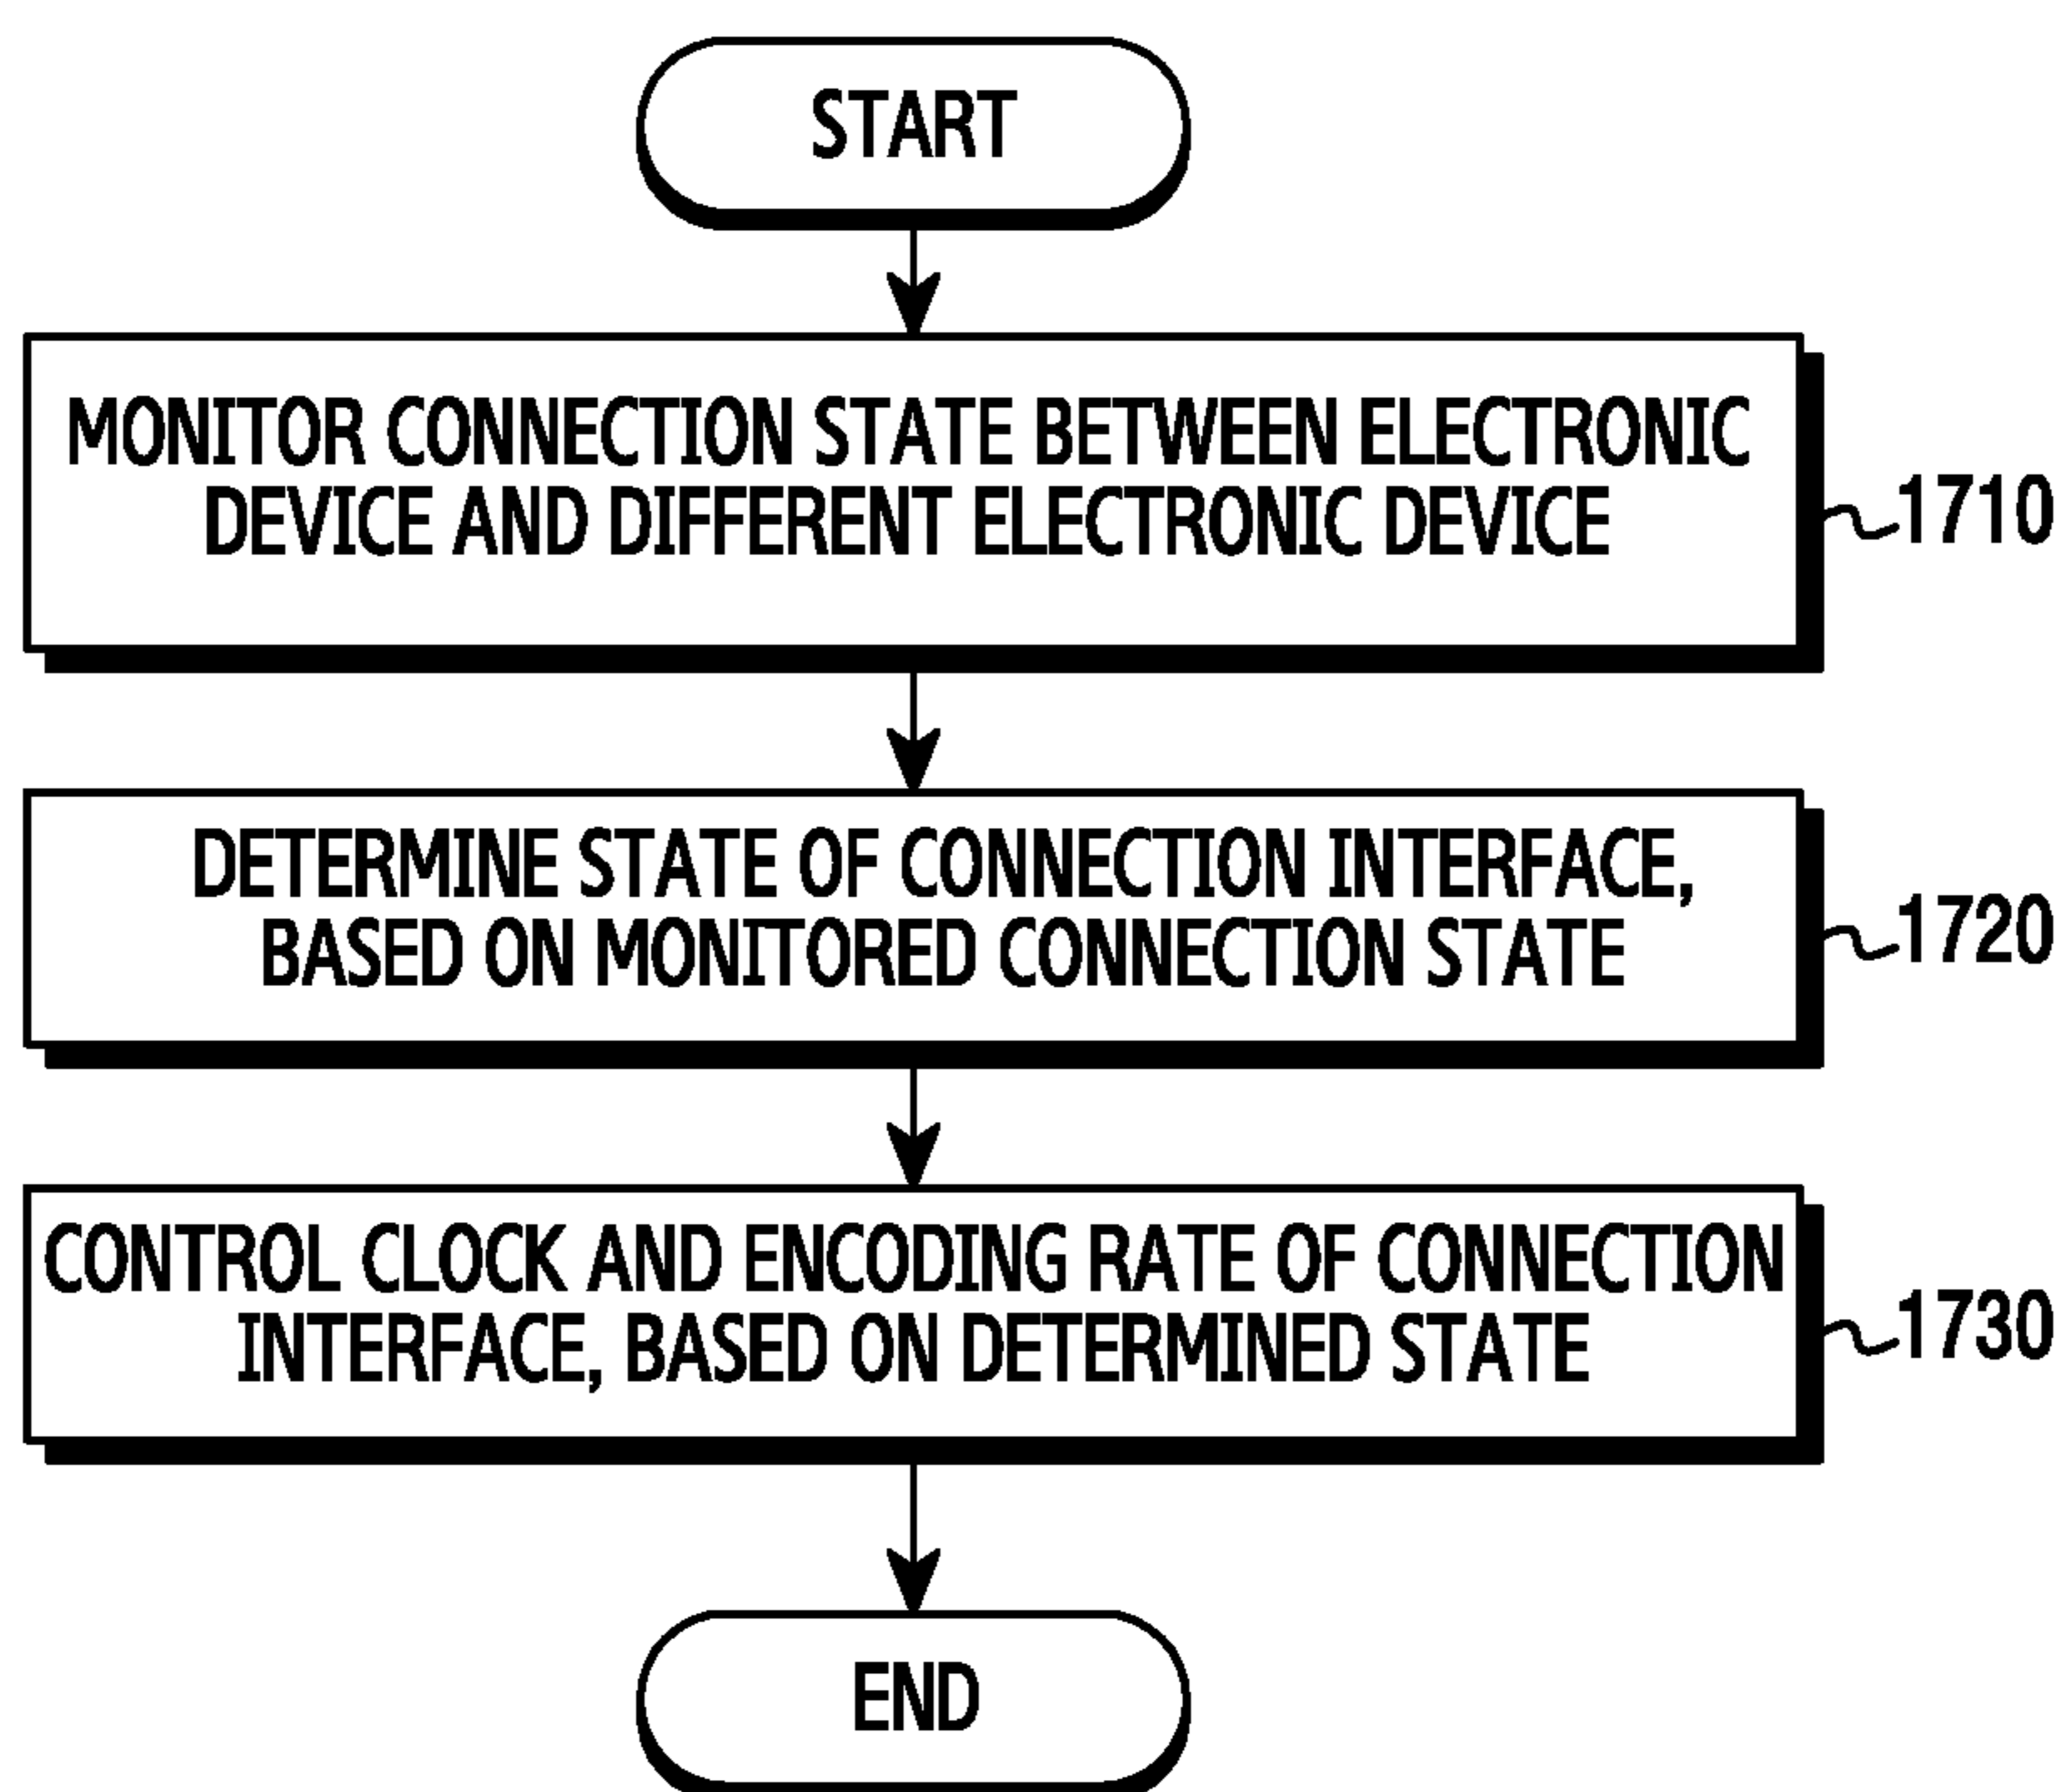 START
MONITOR CONNECTION STATE BETWEEN ELECTRONIC
DEVICE AND DIFFERENT ELECTRONIC DEVICE
1710
DETERMINE STATE OF CONNECTION INTERFACE,
BASED ON MONITORED CONNECTION STATE
1720
CONTROL CLOCK AND ENCODING RATE OF CONNECTION
INTERFACE, BASED ON DETERMINED STATE
1730
END